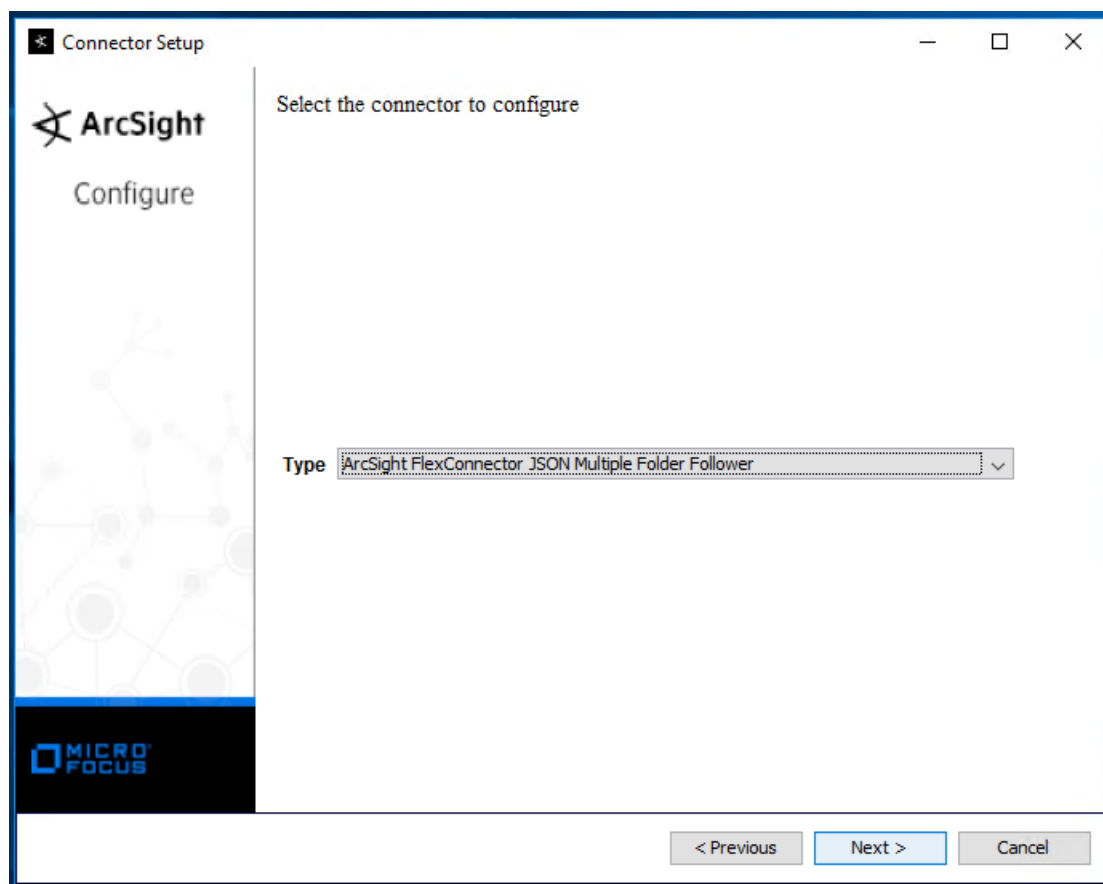 Connector Setup
ArcSight
Configure
Select the connector to configure
Type ArcSight FlexConnector JSON Multiple Folder Follower
MICRO
FOCUS
< Previous Next > Cancel